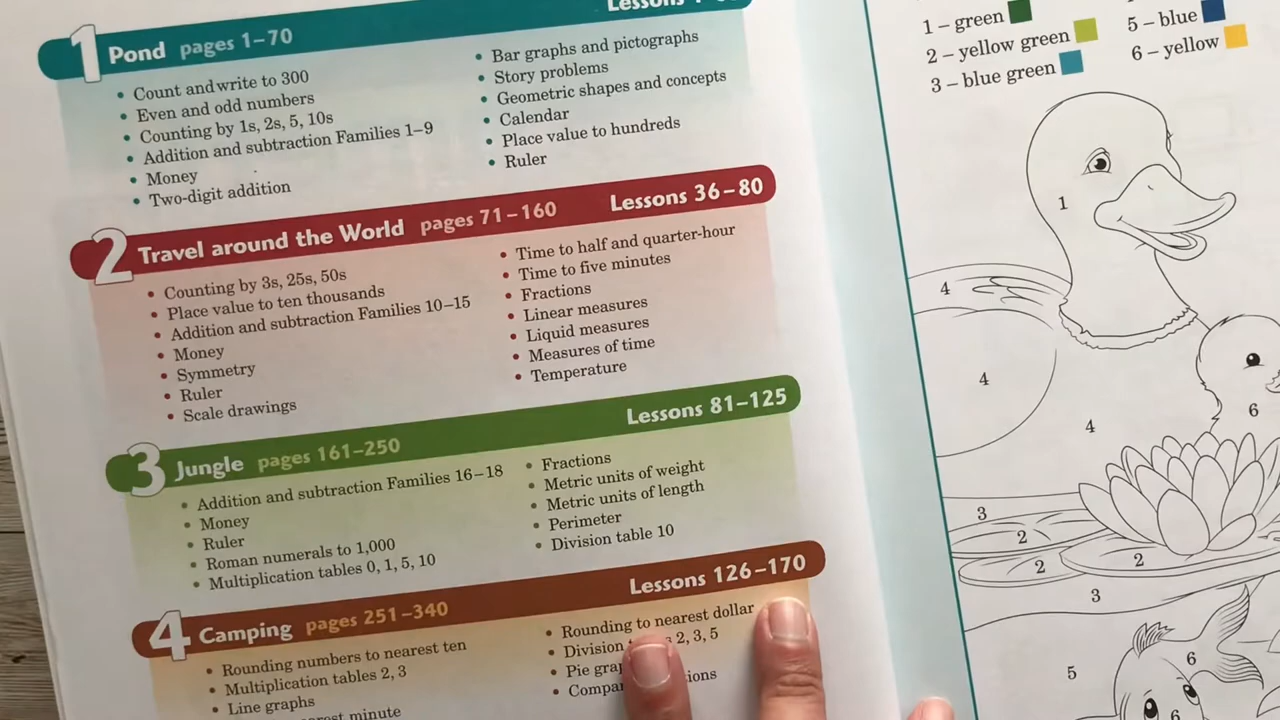 Lessons
1 Pond pages 1–70
• Count and write to 300
• Even and odd numbers
• Counting by 1s, 2s, 5, 10s
• Addition and subtraction Families 1–9
• Money
• Two-digit addition
• Bar graphs and pictographs
• Story problems
• Geometric shapes and concepts
• Calendar
• Place value to hundreds
• Ruler
2 Travel around the World pages 71–160 Lessons 36–80
• Counting by 3s, 25s, 50s
• Place value to ten thousands
• Addition and subtraction Families 10–15
• Money
• Symmetry
• Ruler
• Scale drawings
• Time to half and quarter-hour
• Time to five minutes
• Fractions
• Linear measures
• Liquid measures
• Measures of time
• Temperature
3 Jungle pages 161–250 Lessons 81–125
• Addition and subtraction Families 16–18
• Money
• Ruler
• Roman numerals to 1,000
• Multiplication tables 0, 1, 5, 10
• Fractions
• Metric units of weight
• Metric units of length
• Perimeter
• Division table 10
4 Camping pages 251–340 Lessons 126–170
• Rounding numbers to nearest ten
• Multiplication tables 2, 3
• Line graphs
minute
• Rounding to nearest dollar
• Division 2, 3, 5
• Pie
•
1 – green
2 – yellow green
3 – blue green
5 – blue
6 – yellow
1
4
4
4
6
3
2
2
2
3
5
6
6